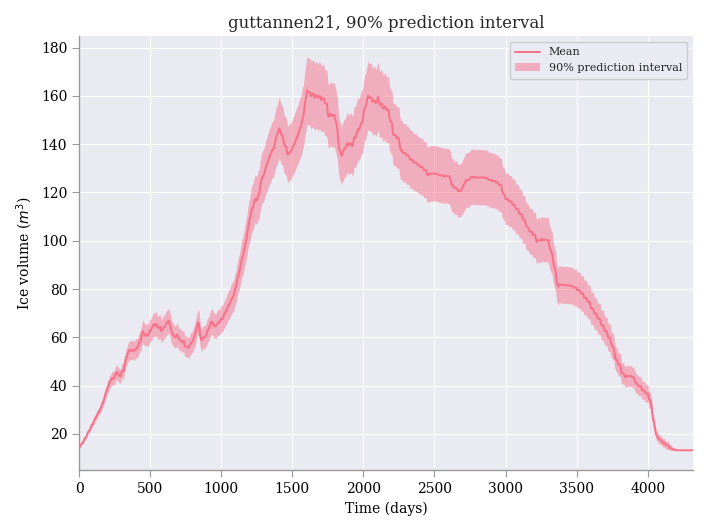 guttannen21, 90% prediction interval
Mean
90% prediction interval
Ice volume (m³)
180
160
140
120
100
80
60
40
20
0 500 1000 1500 2000 2500 3000 3500 4000
Time (days)